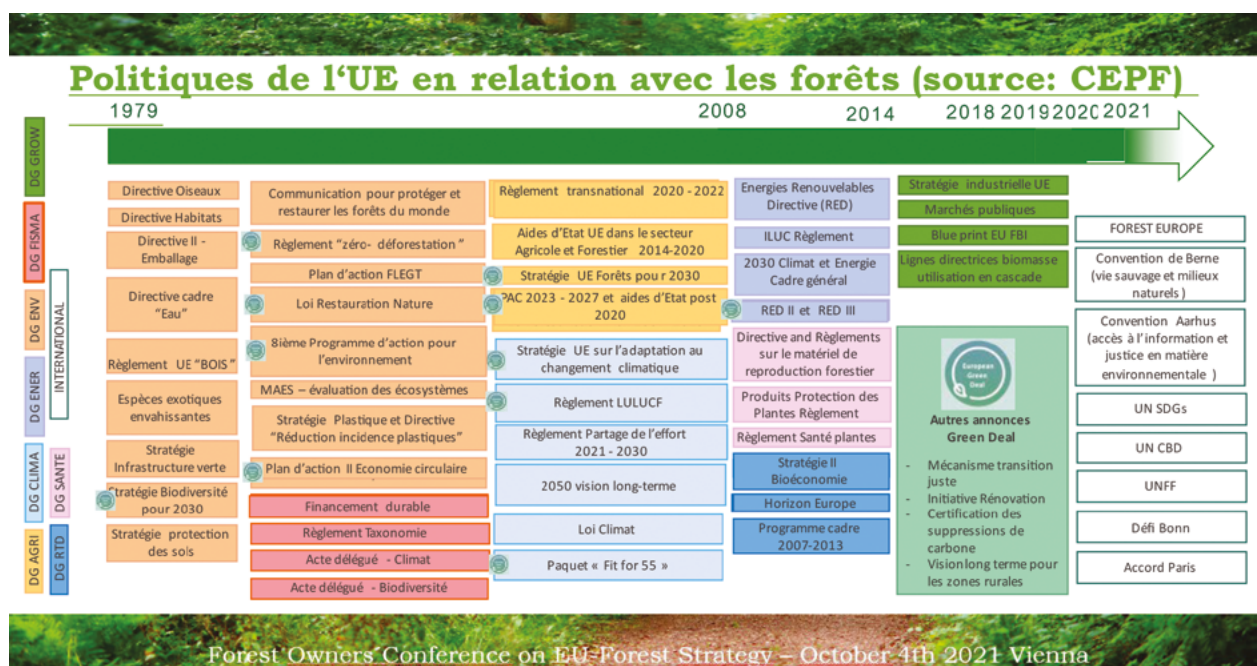 Politiques de l‘UE en relation avec les forêts (source: CEPF)
1979
2008
2014
2018
2019
2020
2021
DG GROW
DG FISMA
DG ENV
DG ENER
DG CLIMA
DG AGRI
INTERNATIONAL
DG SANTE
DG RTD
Directive Oiseaux
Directive Habitats
Directive II -
Emballage
Directive cadre
“Eau”
Règlement UE “BOIS”
Espèces exotiques
envahissantes
Stratégie
Infrastructure verte
Stratégie Biodiversité
pour 2030
Stratégie protection
des sols
Communication pour protéger et
restaurer les forêts du monde
Règlement “zéro- déforestation”
Plan d’action FLEGT
Loi Restauration Nature
8ième Programme d’action pour
l’environnement
MAES – évaluation des écosystèmes
Stratégie Plastique et Directive
“Réduction incidence plastiques”
Plan d’action II Economie circulaire
Financement durable
Règlement Taxonomie
Acte délégué - Climat
Acte délégué - Biodiversité
Règlement transnational 2020 - 2022
Aides d’Etat UE dans le secteur
Agricole et Forestier 2014-2020
Stratégie UE Forêts pour 2030
PAC 2023 - 2027 et aides d’Etat post
2020
Stratégie UE sur l’adaptation au
changement climatique
Règlement LULUCF
Règlement Partage de l’effort
2021 - 2030
2050 vision long-terme
Loi Climat
Paquet « Fit for 55 »
Energies Renouvelables
Directive (RED)
ILUC Règlement
2030 Climat et Energie
Cadre général
RED II et RED III
Directive and Règlements
sur le matériel de
reproduction forestier
Produits Protection des
Plantes Règlement
Règlement Santé plantes
Stratégie II
Bioéconomie
Horizon Europe
Programme cadre
2007-2013
Stratégie industrielle UE
Marchés publiques
Blue print EU FBI
Lignes directrices biomasse
utilisation en cascade
European
Green
Deal
Autres annonces
Green Deal
- Mécanisme transition
juste
- Initiative Rénovation
- Certification des
suppressions de
carbone
- Vision long terme pour
les zones rurales
FOREST EUROPE
Convention de Berne
(vie sauvage et milieux
naturels )
Convention Aarhus
(accès à l’information et
justice en matière
environnementale )
UN SDGs
UN CBD
UNFF
Défi Bonn
Accord Paris
Forest Owners Conference on EU-Forest Strategy – October 4th 2021 Vienna